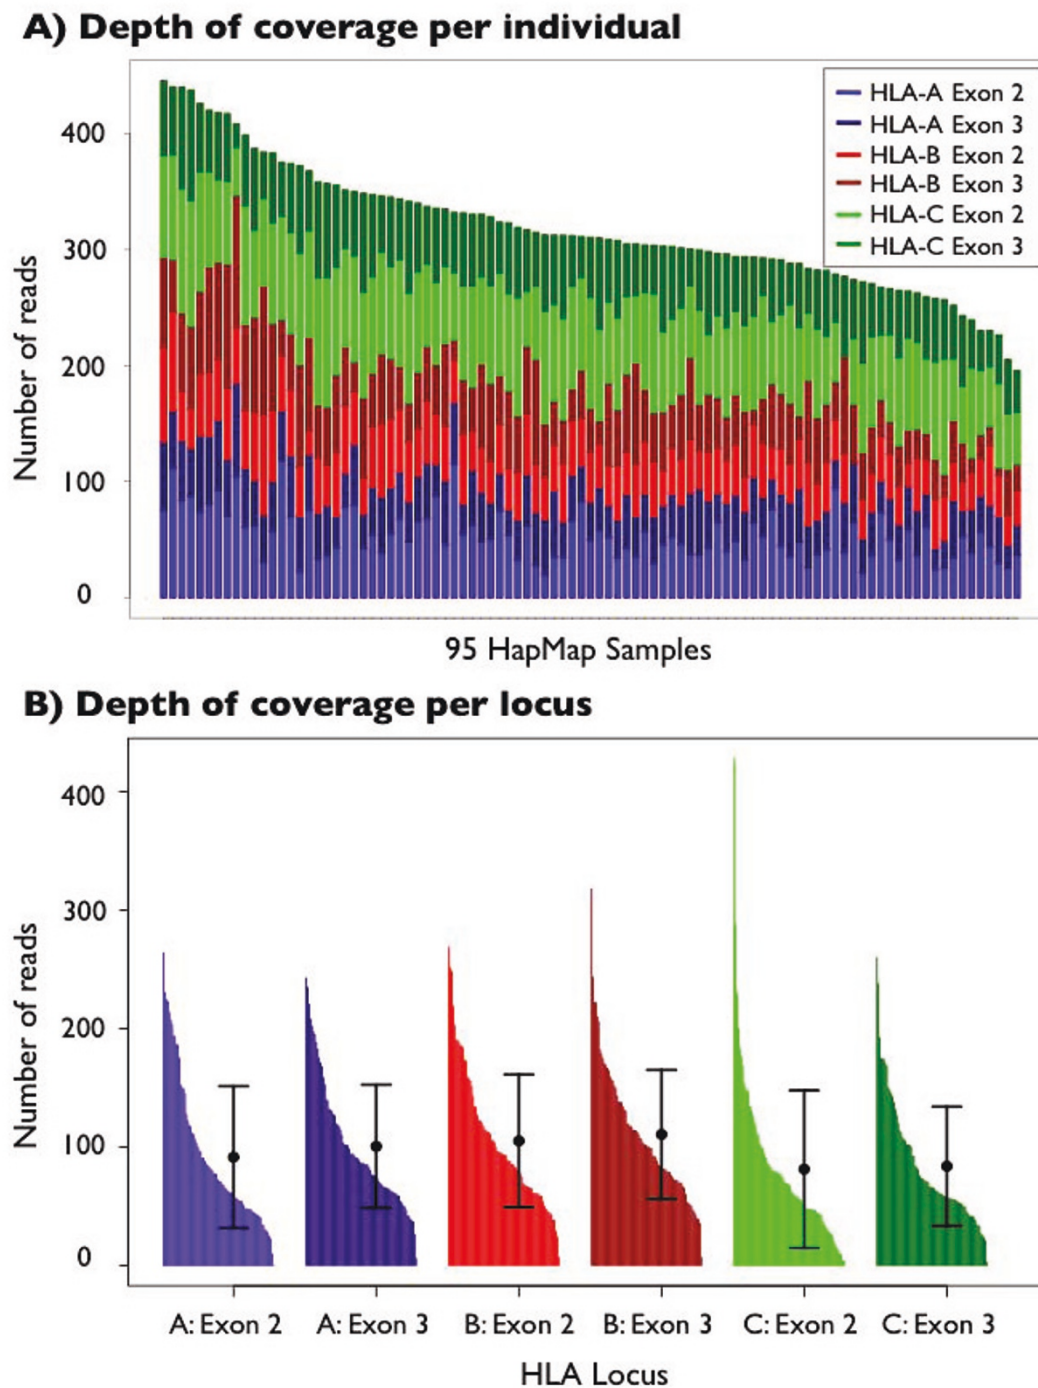 A) Depth of coverage per individual
HLA-A Exon 2
HLA-A Exon 3
HLA-B Exon 2
HLA-B Exon 3
HLA-C Exon 2
HLA-C Exon 3
Number of reads
400
300
200
100
0
95 HapMap Samples
B) Depth of coverage per locus
Number of reads
400
300
200
100
0
A: Exon 2 A: Exon 3 B: Exon 2 B: Exon 3 C: Exon 2 C: Exon 3
HLA Locus